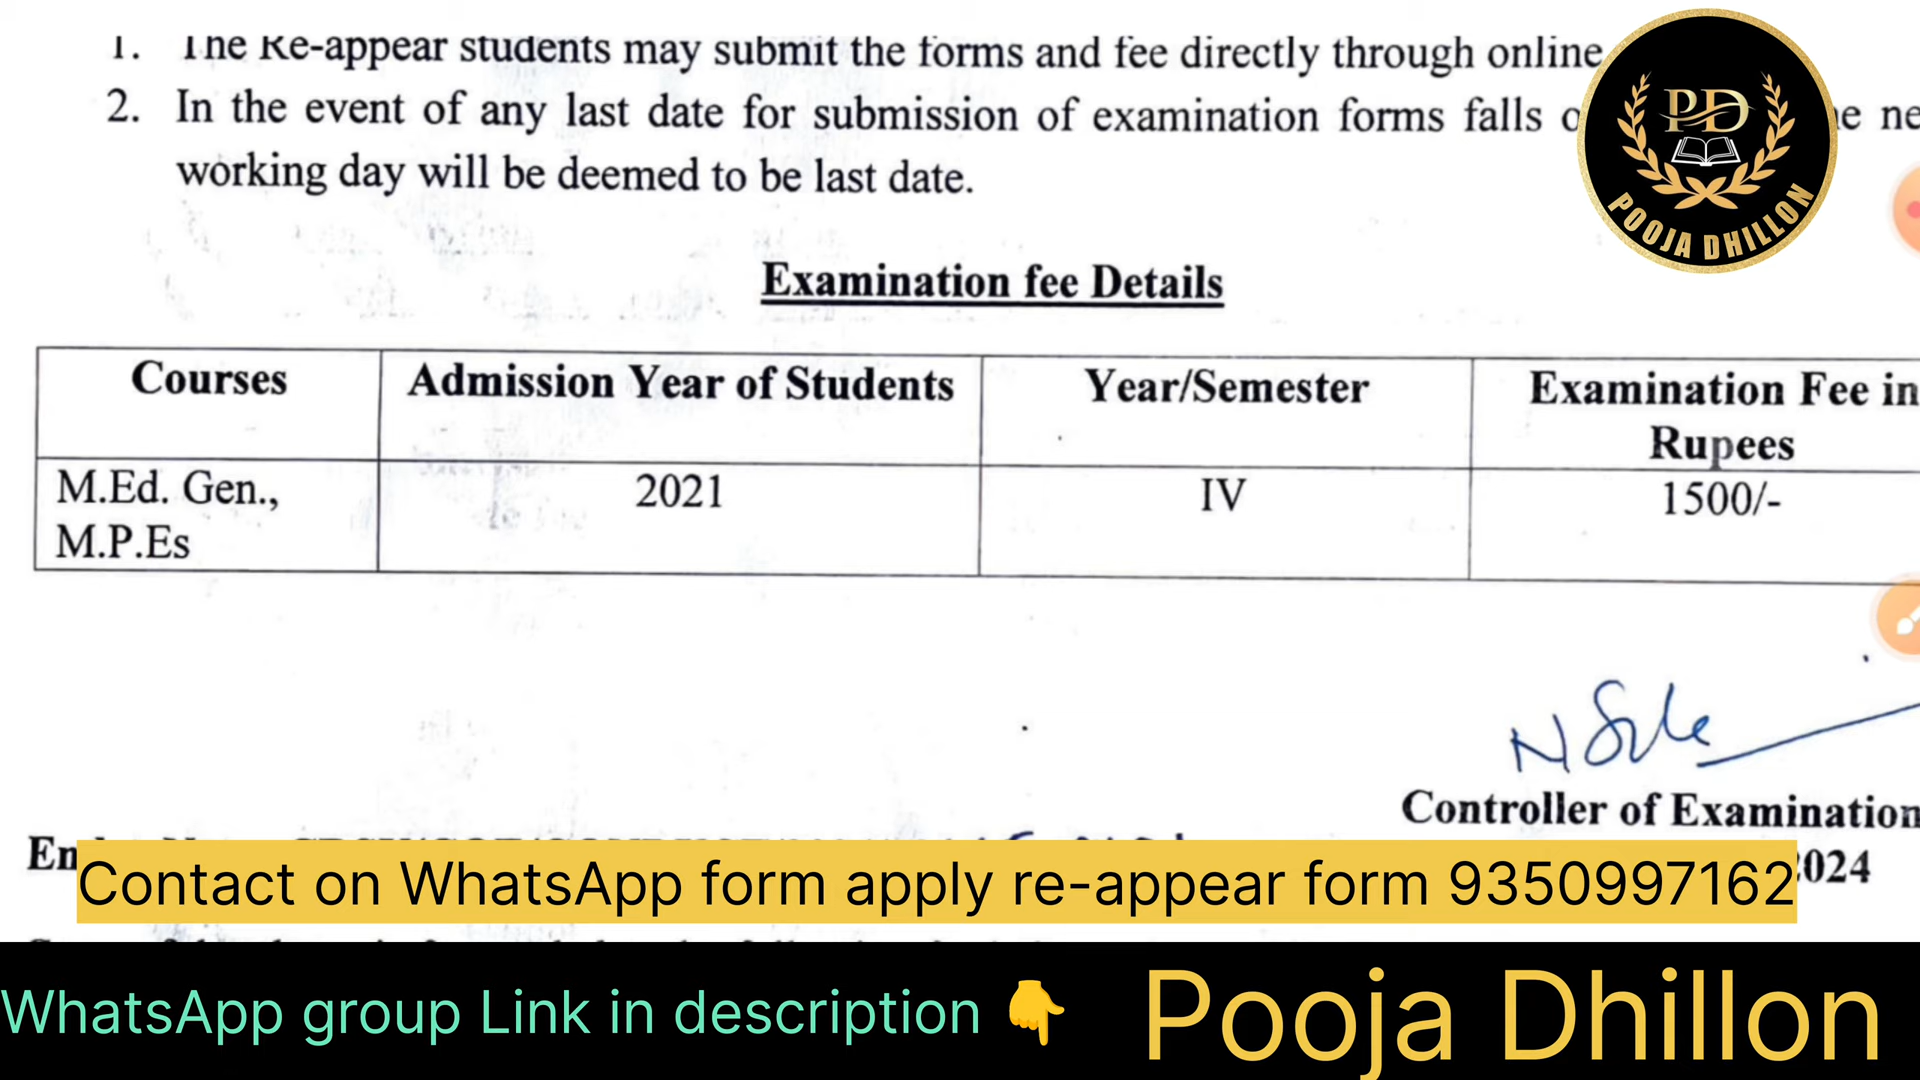 1. The Re-appear students may submit the forms and fee directly through online
2. In the event of any last date for submission of examination forms falls
working day will be deemed to be last date.
PD
POOJA DHILLON
Examination fee Details
Courses
Admission Year of Students
Year/Semester
Examination Fee in
Rupees
M.Ed. Gen.,
M.P.Es
2021
IV
1500/-
Controller of Examination
2024
Contact on WhatsApp form apply re-appear form 9350997162
WhatsApp group Link in description 👇
Pooja Dhillon